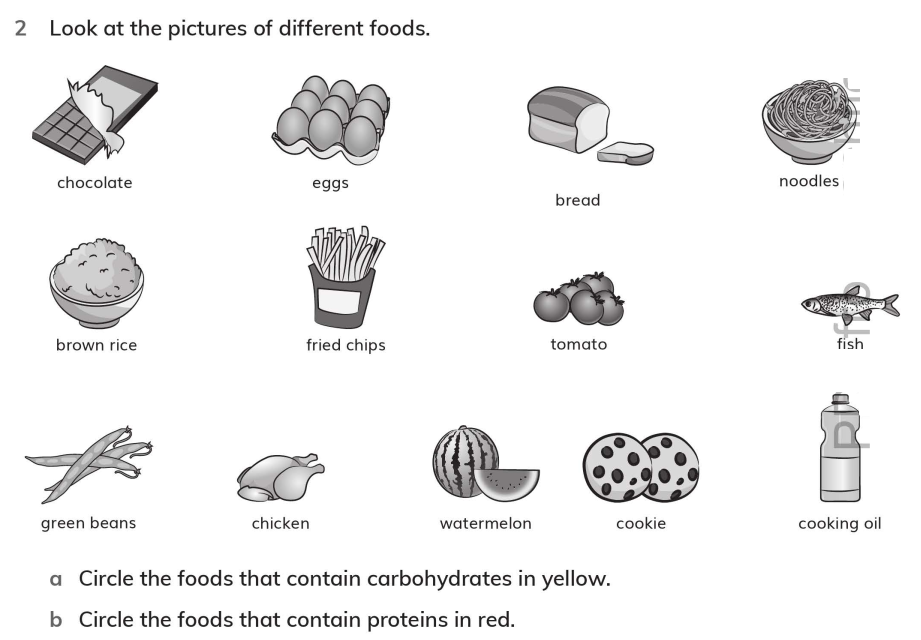 2 Look at the pictures of different foods.
chocolate
eggs
bread
noodles
brown rice
fried chips
tomato
fish
green beans
chicken
watermelon
cookie
cooking oil
a Circle the foods that contain carbohydrates in yellow.
b Circle the foods that contain proteins in red.